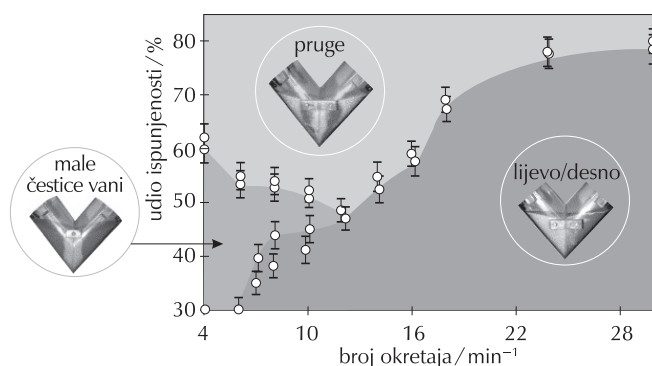 udio ispunjenosti / %
80
70
60
50
40
30
pruge
male
čestice vani
lijevo/desno
4
10
16
22
28
broj okretaja / min⁻¹